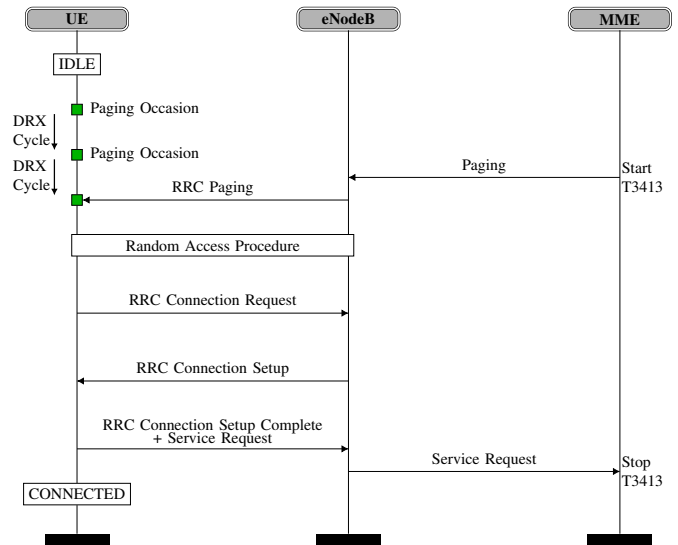 UE
eNodeB
MME
IDLE
Paging Occasion
DRX
Cycle
Paging Occasion
DRX
Cycle
Paging
Start
T3413
RRC Paging
Random Access Procedure
RRC Connection Request
RRC Connection Setup
RRC Connection Setup Complete
+ Service Request
Service Request
Stop
T3413
CONNECTED